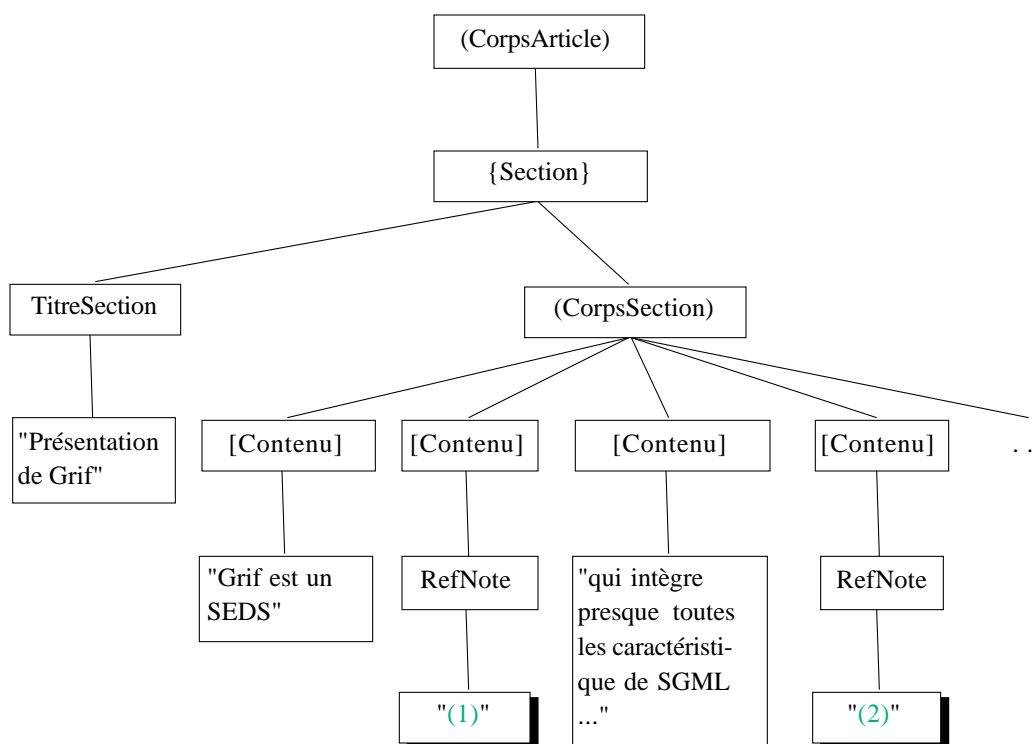 (CorpsArticle)
{Section}
TitreSection
(CorpsSection)
"Présentation
de Grif"
[Contenu]
[Contenu]
[Contenu]
[Contenu]
. .
"Grif est un
SEDS"
RefNote
"qui intègre
presque toutes
les caractéristi-
que de SGML
..."
RefNote
"(1)"
"(2)"